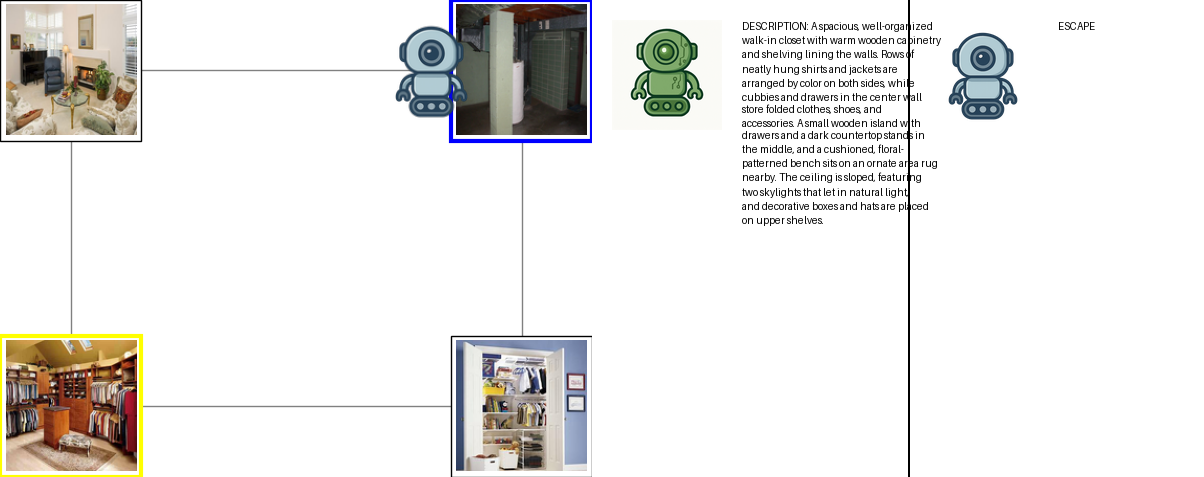 DESCRIPTION: A spacious, well-organized
walk-in closet with warm wooden cabinetry
and shelving lining the walls. Rows of
neatly hung shirts and jackets are
arranged by color on both sides, while
cubbies and drawers in the center wall
store folded clothes, shoes, and
accessories. A small wooden island with
drawers and a dark countertop stands in
the middle, and a cushioned, floral-
patterned bench sits on an ornate area rug
nearby. The ceiling is sloped, featuring
two skylights that let in natural light,
and decorative boxes and hats are placed
on upper shelves.
ESCAPE